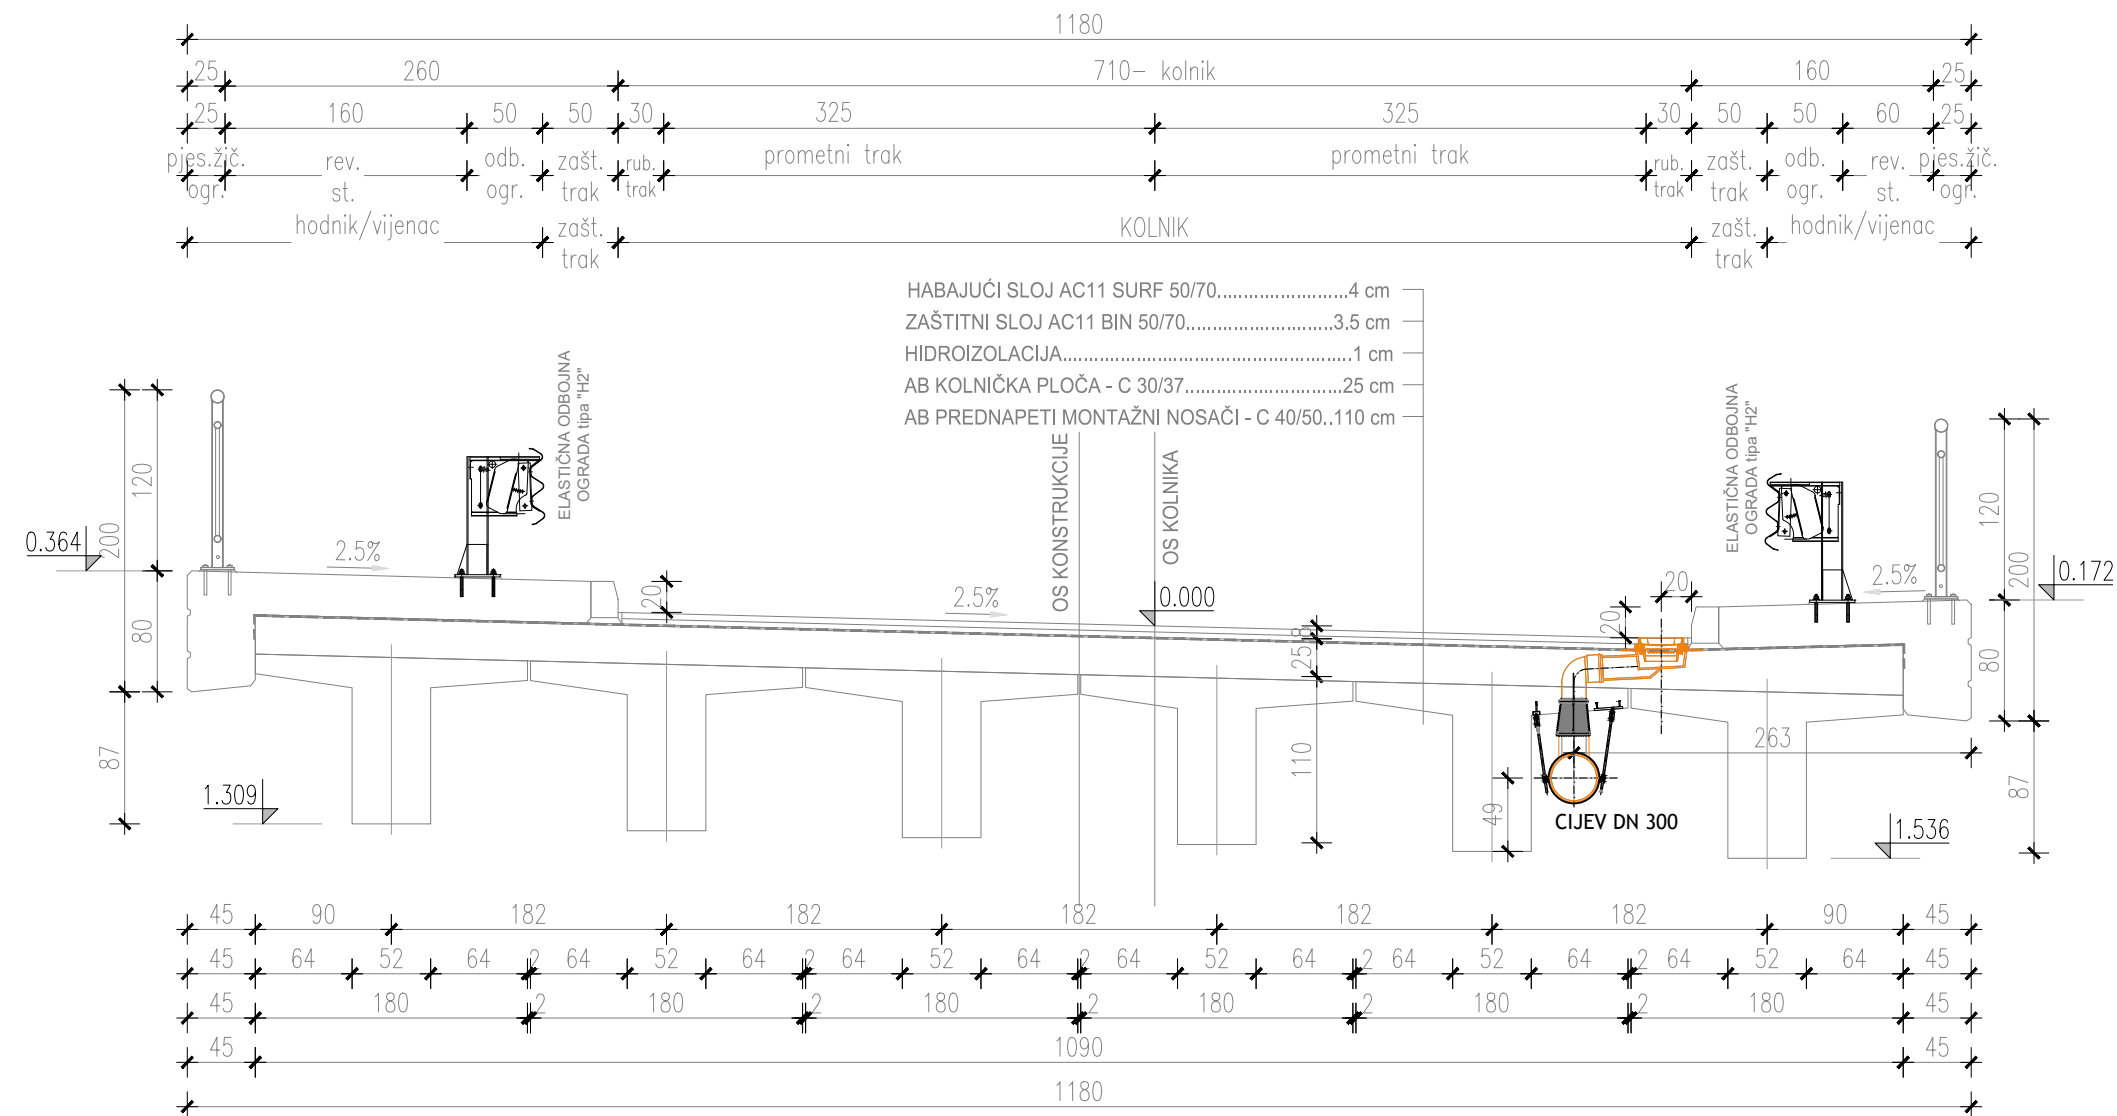 1180
25 260 710- kolnik 160 25
25 160 50 50 30 325 325 30 50 50 60 25
pjes.žič. ogr.
rev. st.
odb. ogr.
zašt. trak
rub. trak
prometni trak
prometni trak
rub. trak
zašt. trak
odb. ogr.
rev. st.
pjes.žič. ogr.
hodnik/vijenac
zašt. trak
KOLNIK
zašt. trak
hodnik/vijenac
HABAJUĆI SLOJ AC11 SURF 50/70......................4 cm
ZAŠTITNI SLOJ AC11 BIN 50/70.........................3.5 cm
HIDROIZOLACIJA................................................1 cm
AB KOLNIČKA PLOČA - C 30/37..........................25 cm
AB PREDNAPETI MONTAŽNI NOSAČI - C 40/50..110 cm
ELASTIČNA ODBOJNA
OGRADA tipa "H2"
ELASTIČNA ODBOJNA
OGRADA tipa "H2"
OS KONSTRUKCIJE
OS KOLNIKA
0.364
200
120
80
87
2.5%
20
2.5%
0.000
25
110
20
20
2.5%
120
200
80
87
0.172
263
49
CIJEV DN 300
1.309
1.536
45 90 182 182 182 182 182 90 45
45 64 52 64 2 64 52 64 2 64 52 64 2 64 52 64 2 64 52 64 2 64 52 64 45
45 180 2 180 2 180 2 180 2 180 2 180 45
45 1090 45
1180